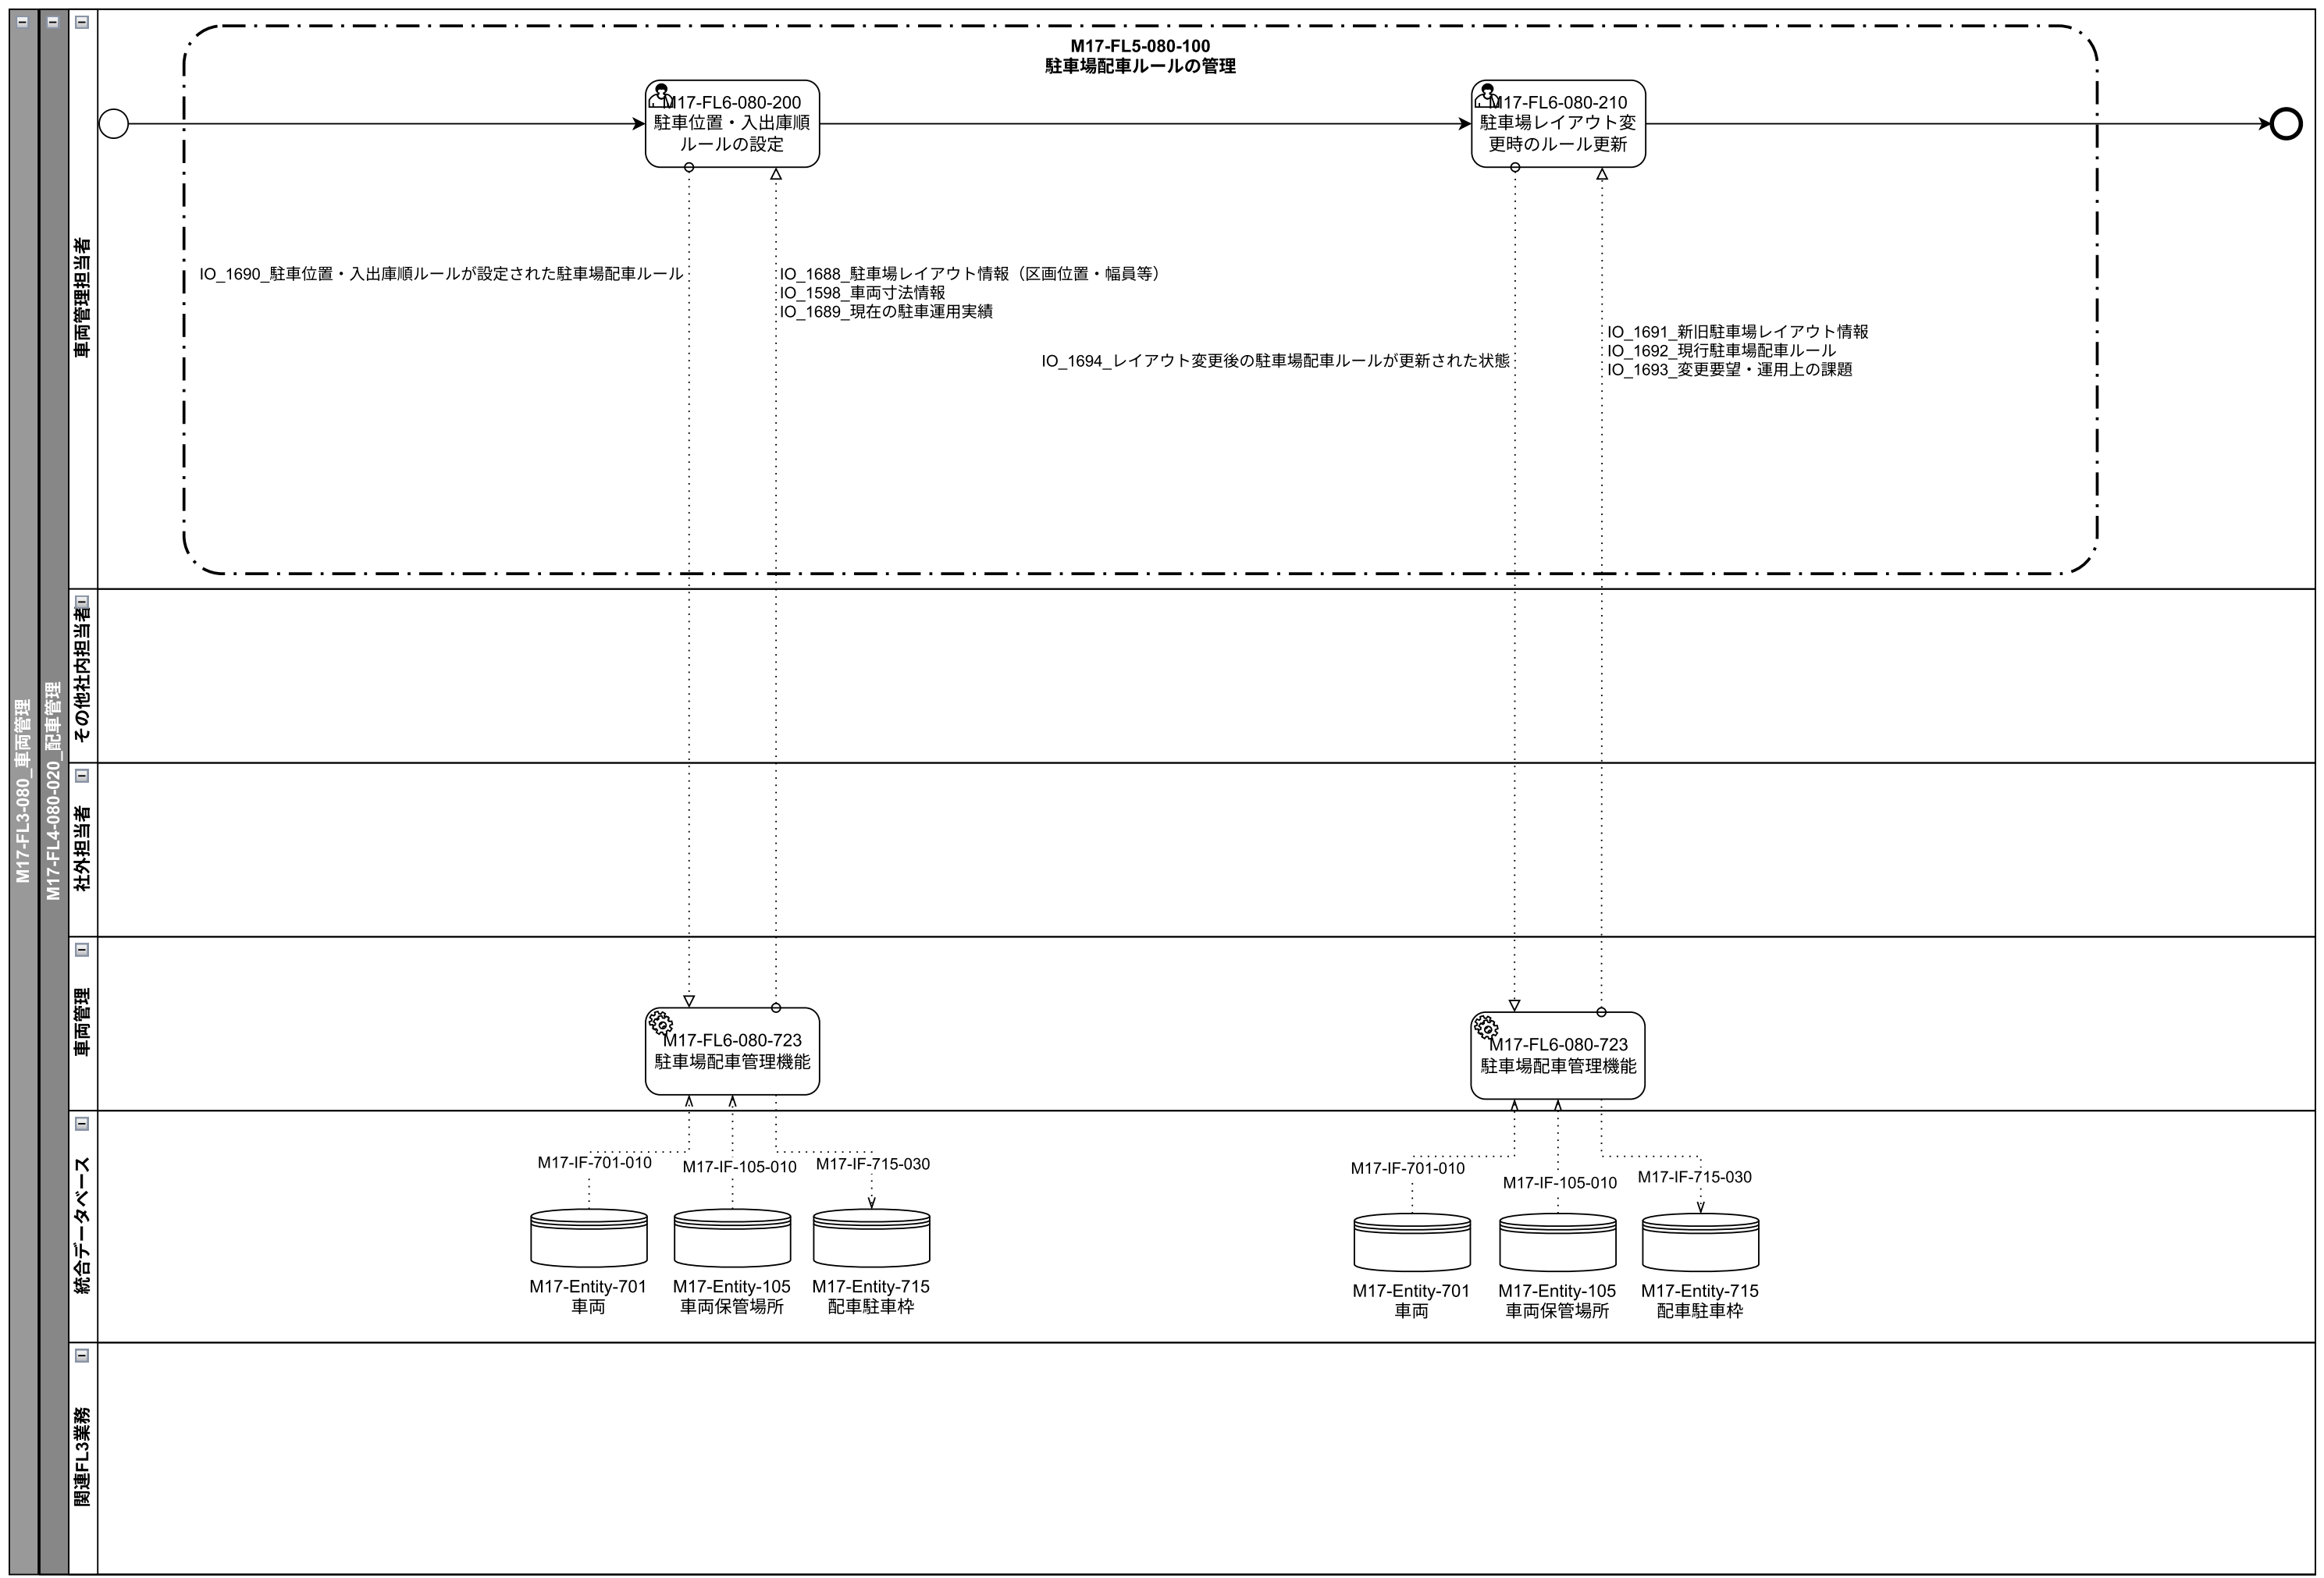 M17-FL3-080_車両管理
M17-FL4-080-020_配車管理
車両管理担当者
M17-FL5-080-100
駐車場配車ルールの管理
M17-FL6-080-200
駐車位置・入出庫順
ルールの設定
M17-FL6-080-210
駐車場レイアウト変
更時のルール更新
IO_1690_駐車位置・入出庫順ルールが設定された駐車場配車ルール
IO_1688_駐車場レイアウト情報（区画位置・幅員等）
IO_1598_車両寸法情報
IO_1689_現在の駐車運用実績
IO_1694_レイアウト変更後の駐車場配車ルールが更新された状態
IO_1691_新旧駐車場レイアウト情報
IO_1692_現行駐車場配車ルール
IO_1693_変更要望・運用上の課題
その他社内担当者
社外担当者
車両管理
M17-FL6-080-723
駐車場配車管理機能
M17-FL6-080-723
駐車場配車管理機能
統合データベース
M17-IF-701-010
M17-IF-105-010
M17-IF-715-030
M17-IF-701-010
M17-IF-105-010
M17-IF-715-030
M17-Entity-701
車両
M17-Entity-105
車両保管場所
M17-Entity-715
配車駐車枠
M17-Entity-701
車両
M17-Entity-105
車両保管場所
M17-Entity-715
配車駐車枠
関連FL3業務